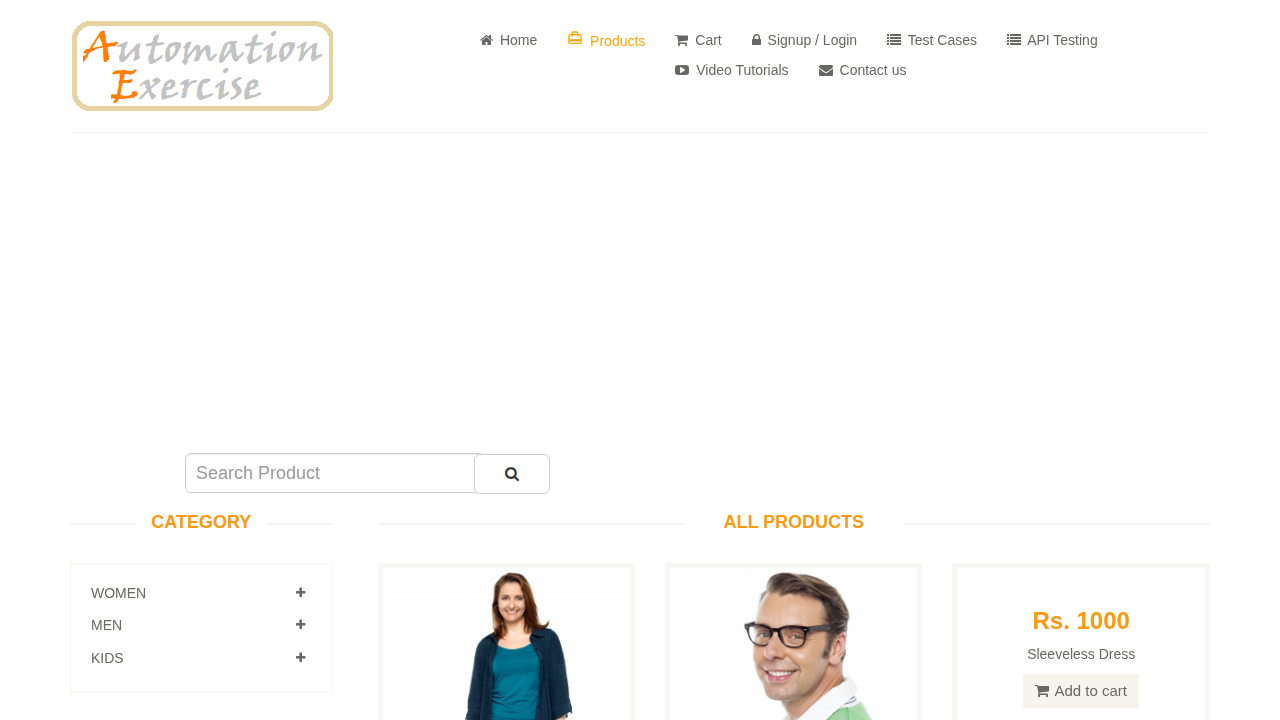 Automation
Exercise
Home
Products
Cart
Signup / Login
Test Cases
API Testing
Video Tutorials
Contact us
Search Product
CATEGORY
ALL PRODUCTS
WOMEN
MEN
KIDS
Rs. 1000
Sleeveless Dress
Add to cart